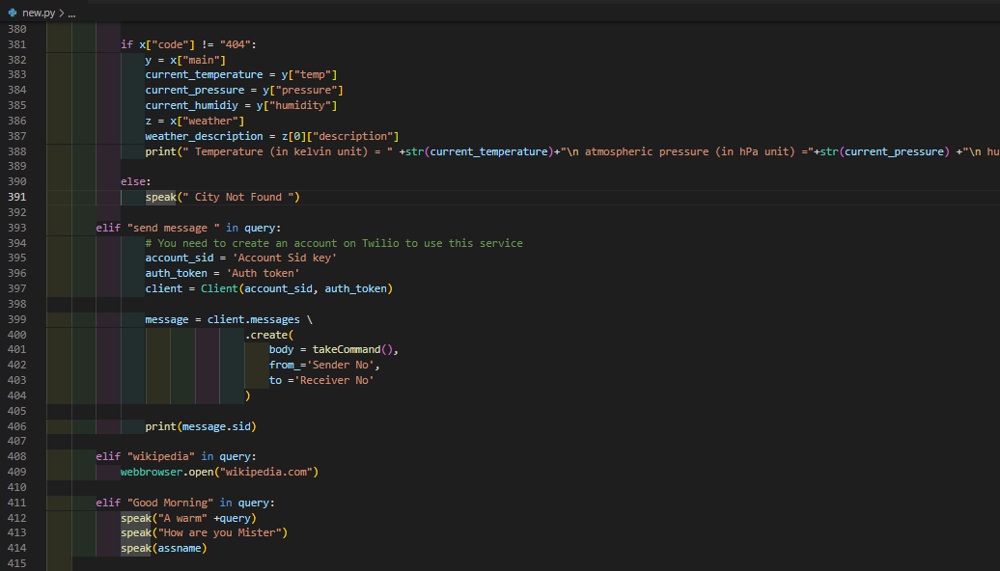 new.py > ...
380
381 if x["code"] != "404":
382 y = x["main"]
383 current_temperature = y["temp"]
384 current_pressure = y["pressure"]
385 current_humidiy = y["humidity"]
386 z = x["weather"]
387 weather_description = z[0]["description"]
388 print(" Temperature (in kelvin unit) = " +str(current_temperature)+"\n atmospheric pressure (in hPa unit) ="+str(current_pressure) +"\n hu
389
390 else:
391 speak(" City Not Found ")
392
393 elif "send message " in query:
394 # You need to create an account on Twilio to use this service
395 account_sid = 'Account Sid key'
396 auth_token = 'Auth token'
397 client = Client(account_sid, auth_token)
398
399 message = client.messages \
400 .create(
401 body = takeCommand(),
402 from_='Sender No',
403 to ='Receiver No'
404 )
405
406 print(message.sid)
407
408 elif "wikipedia" in query:
409 webbrowser.open("wikipedia.com")
410
411 elif "Good Morning" in query:
412 speak("A warm" +query)
413 speak("How are you Mister")
414 speak(assname)
415